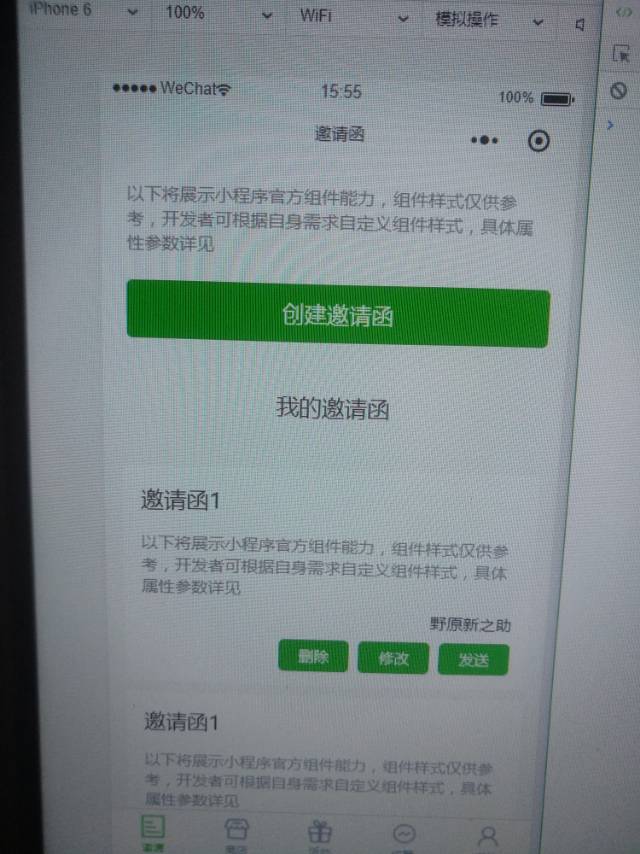 iPhone 6
100%
WiFi
模拟操作
WeChat
15:55
100%
邀请函
以下将展示小程序官方组件能力，组件样式仅供参
考，开发者可根据自身需求自定义组件样式，具体属
性参数详见
创建邀请函
我的邀请函
邀请函1
以下将展示小程序官方组件能力，组件样式仅供参
考，开发者可根据自身需求自定义组件样式，具体
属性参数详见
野原新之助
删除
修改
发送
邀请函1
以下将展示小程序官方组件能力，组件样式仅供参
考，开发者可根据自身需求自定义组件样式，具体
属性参数详见